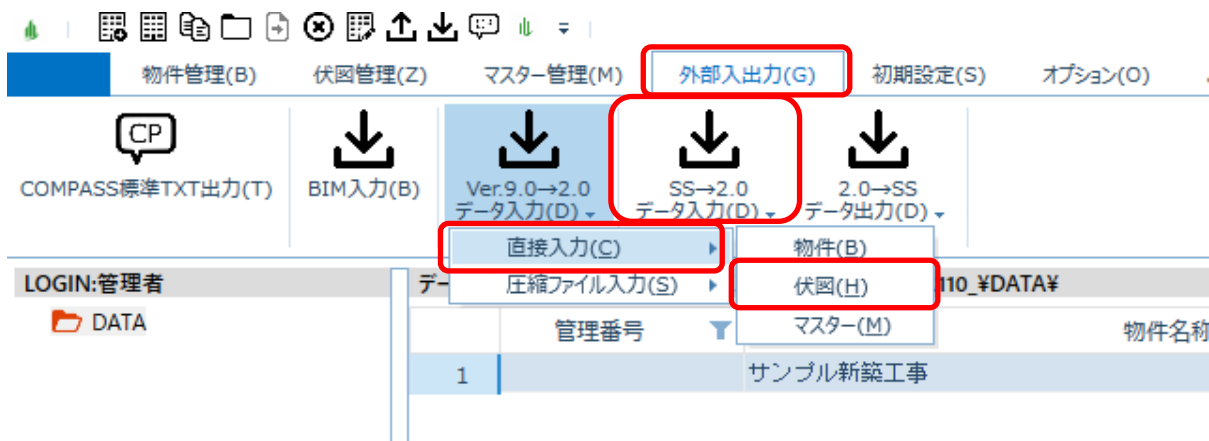 物件管理(B) 伏図管理(Z) マスター管理(M) 外部入出力(G) 初期設定(S) オプション(O)
CP
COMPASS標準TXT出力(T) BIM入力(B) Ver.9.0→2.0 SS→2.0 2.0→SS
データ入力(D) データ入力(D) データ出力(D)
直接入力(C) 物件(B)
LOGIN:管理者 デー 圧縮ファイル入力(S) 伏図(H) 110_¥DATA¥
DATA 管理番号 マスター(M) 物件名称
1 サンプル新築工事